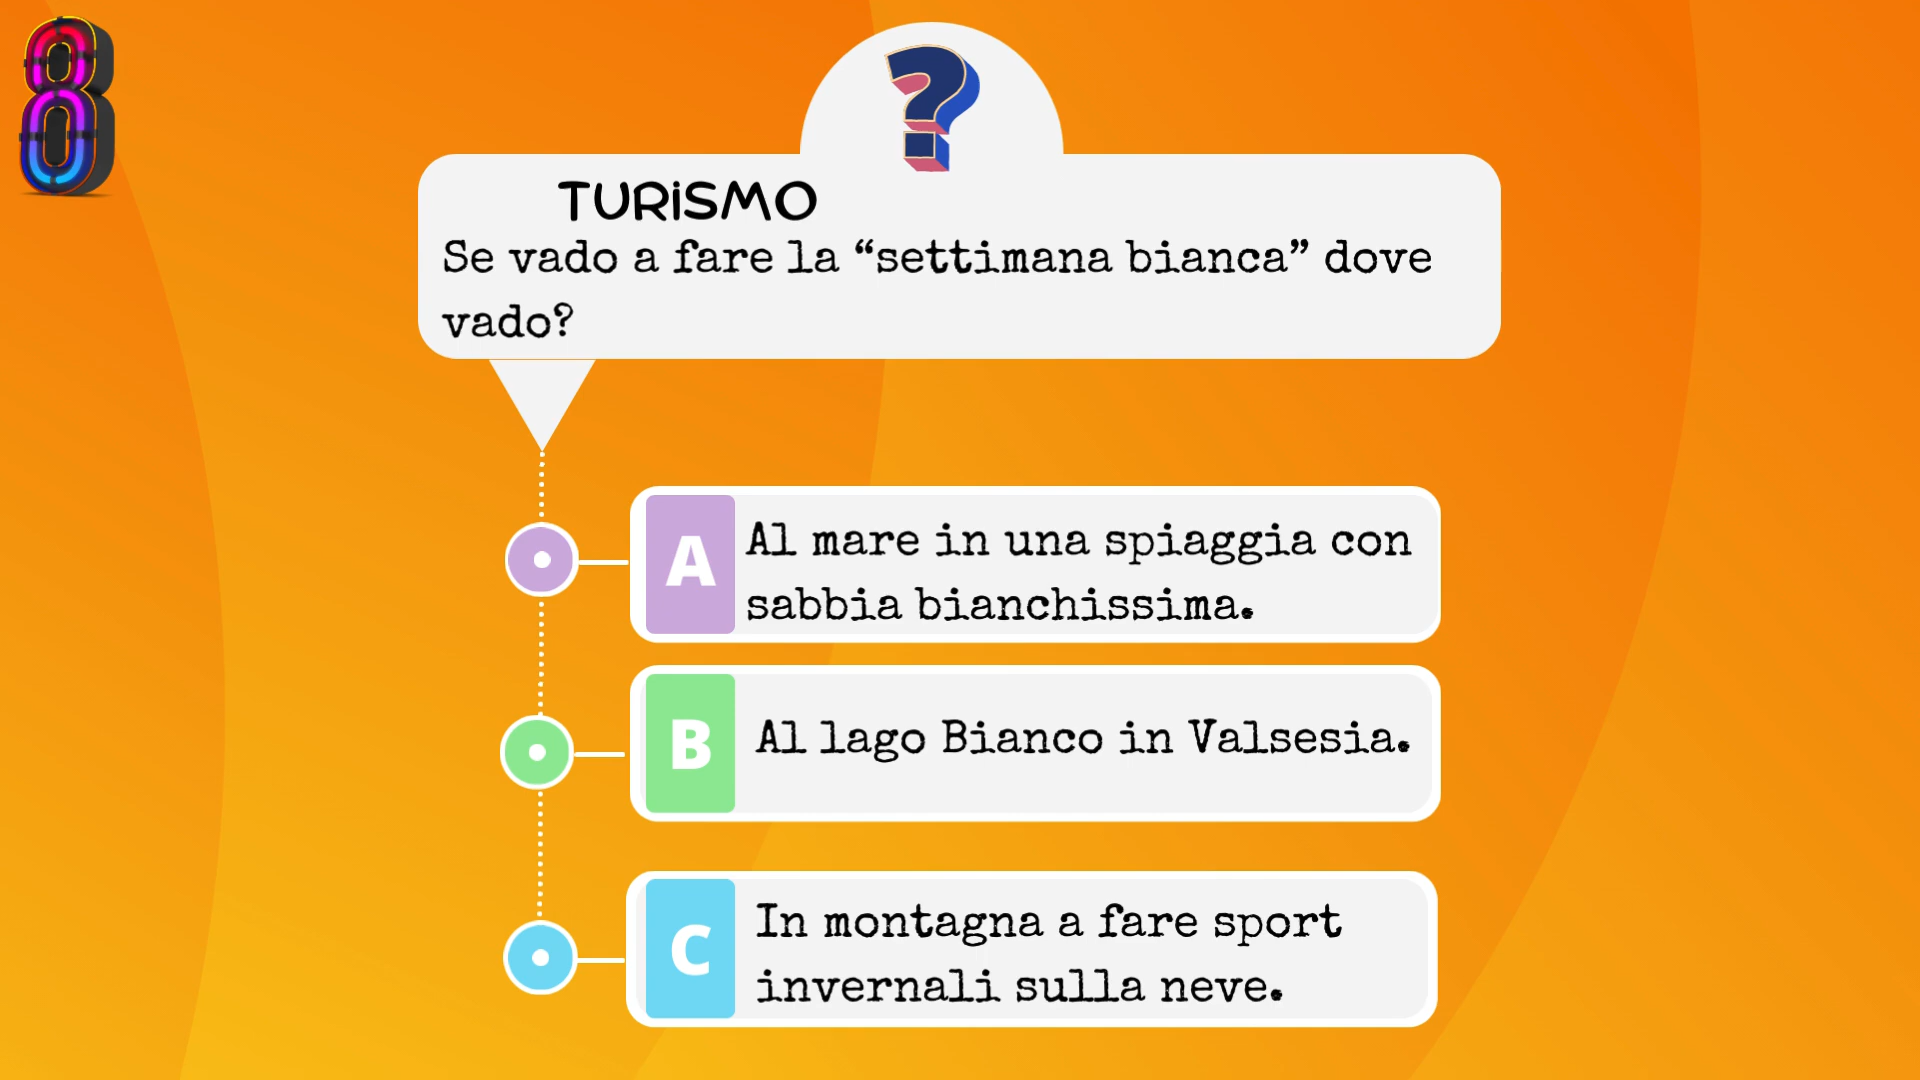 8
?
TURiSMO
Se vado a fare la “settimana bianca” dove
vado?
A
Al mare in una spiaggia con
sabbia bianchissima.
B
Al lago Bianco in Valsesia.
C
In montagna a fare sport
invernali sulla neve.